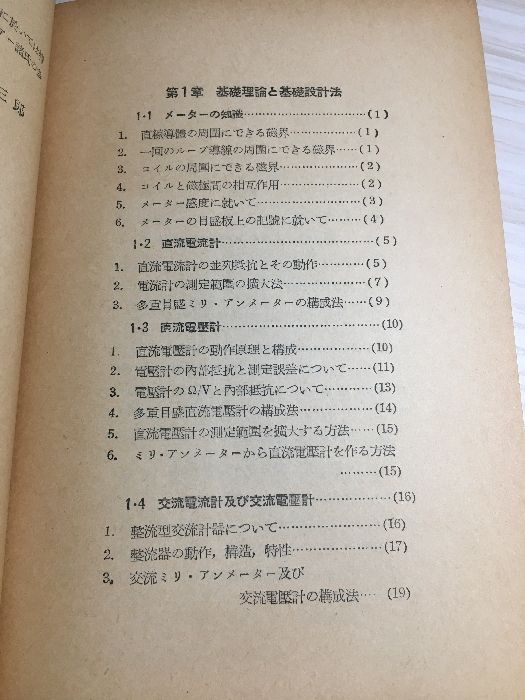 第1章 基礎理論と基礎設計法
1・1 メーターの知識……………………………(1)
1. 直線導體の周圍にできる磁界………………(1)
2. 一回のループ導線の周圍にできる磁界……(1)
3. コイルの周圍にできる磁界…………………(2)
4. コイルと磁極間の相互作用…………………(2)
5. メーター感度に就いて………………………(3)
6. メーターの目盛板上の記號に就いて………(4)
1・2 直流電流計……………………………………(5)
1. 直流電流計の並列抵抗とその動作…………(5)
2. 電流計の測定範圍の擴大法…………………(7)
3. 多重目盛ミリ・アンメーターの構成法……(9)
1・3 直流電壓計……………………………………(10)
1. 直流電壓計の動作原理と構成………………(10)
2. 電壓計の內部抵抗と測定誤差について……(11)
3. 電壓計のΩ/Vと內部抵抗について…………(13)
4. 多重目盛直流電壓計の構成法………………(14)
5. 直流電壓計の測定範圍を擴大する方法……(15)
6. ミリ・アンメーターから直流電壓計を作る方法
………(15)
1・4 交流電流計及び交流電壓計…………………(16)
1. 整流型交流計器について……………………(16)
2. 整流器の動作，構造，特性…………………(17)
3. 交流ミリ・アンメーター及び
交流電壓計の構成法……(19)
三郎